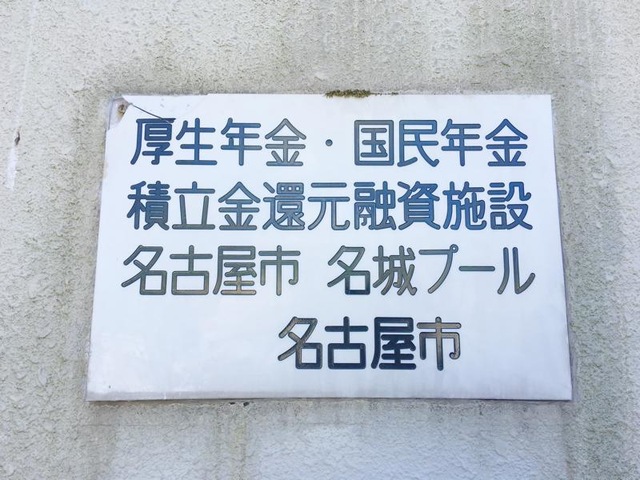 厚生年金・国民年金
積立金還元融資施設
名古屋市 名城プール
名古屋市